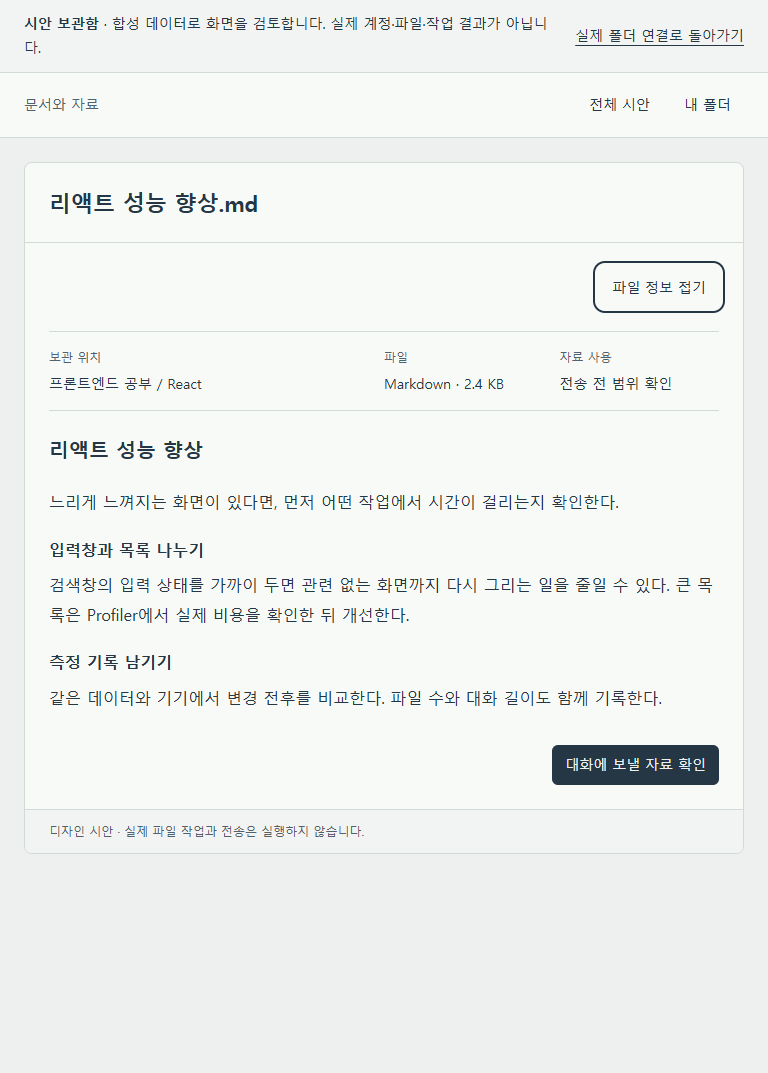 시안 보관함 · 합성 데이터로 화면을 검토합니다. 실제 계정·파일·작업 결과가 아닙니
다.
실제 폴더 연결로 돌아가기
문서와 자료
전체 시안
내 폴더
리액트 성능 향상.md
파일 정보 접기
보관 위치
프론트엔드 공부 / React
파일
Markdown · 2.4 KB
자료 사용
전송 전 범위 확인
리액트 성능 향상
느리게 느껴지는 화면이 있다면, 먼저 어떤 작업에서 시간이 걸리는지 확인한다.
입력창과 목록 나누기
검색창의 입력 상태를 가까이 두면 관련 없는 화면까지 다시 그리는 일을 줄일 수 있다. 큰 목
록은 Profiler에서 실제 비용을 확인한 뒤 개선한다.
측정 기록 남기기
같은 데이터와 기기에서 변경 전후를 비교한다. 파일 수와 대화 길이도 함께 기록한다.
대화에 보낼 자료 확인
디자인 시안 · 실제 파일 작업과 전송은 실행하지 않습니다.